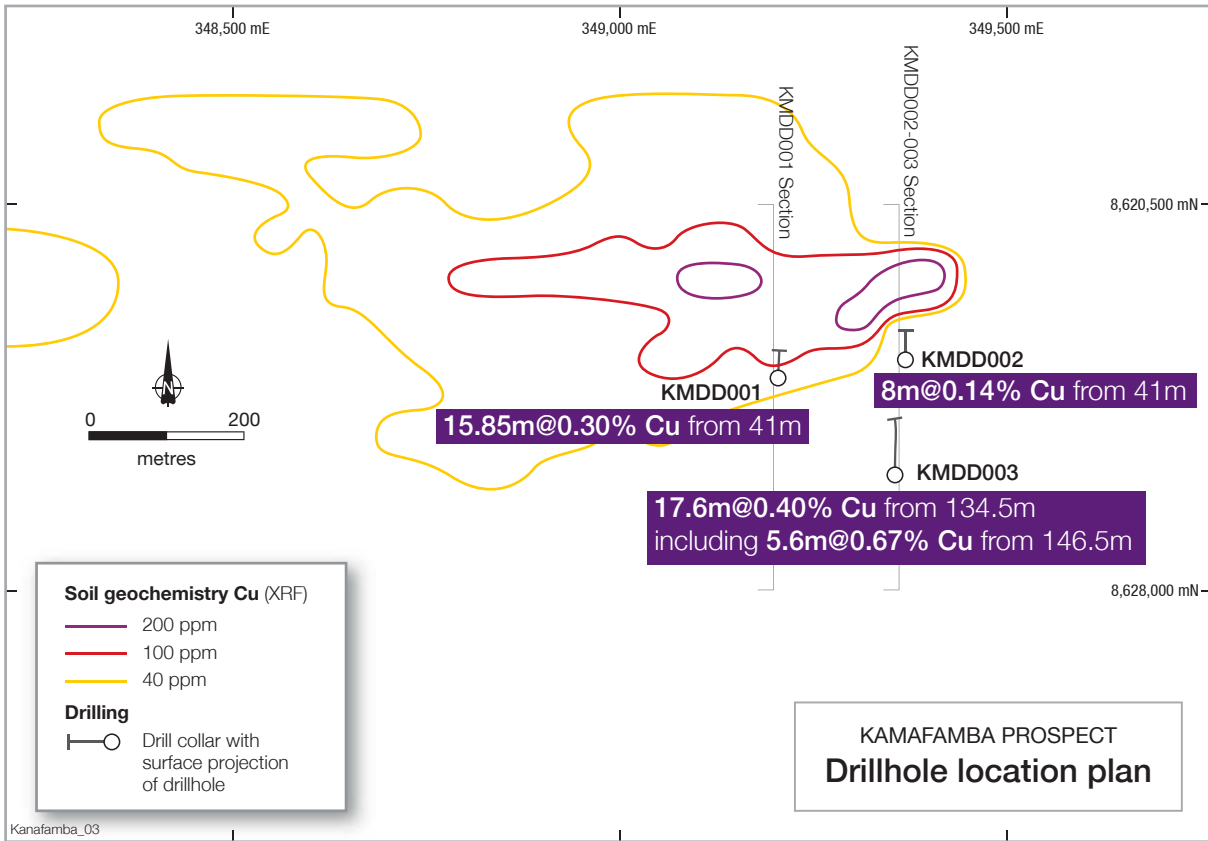 348,500 mE
349,000 mE
349,500 mE
KMDD001 Section
KMDD002-003 Section
8,620,500 mN
KMDD002
8m@0.14% Cu from 41m
KMDD001
15.85m@0.30% Cu from 41m
N
0 200
metres
KMDD003
17.6m@0.40% Cu from 134.5m
including 5.6m@0.67% Cu from 146.5m
8,628,000 mN
Soil geochemistry Cu (XRF)
200 ppm
100 ppm
40 ppm
Drilling
Drill collar with
surface projection
of drillhole
KAMAFAMBA PROSPECT
Drillhole location plan
Kanafamba_03